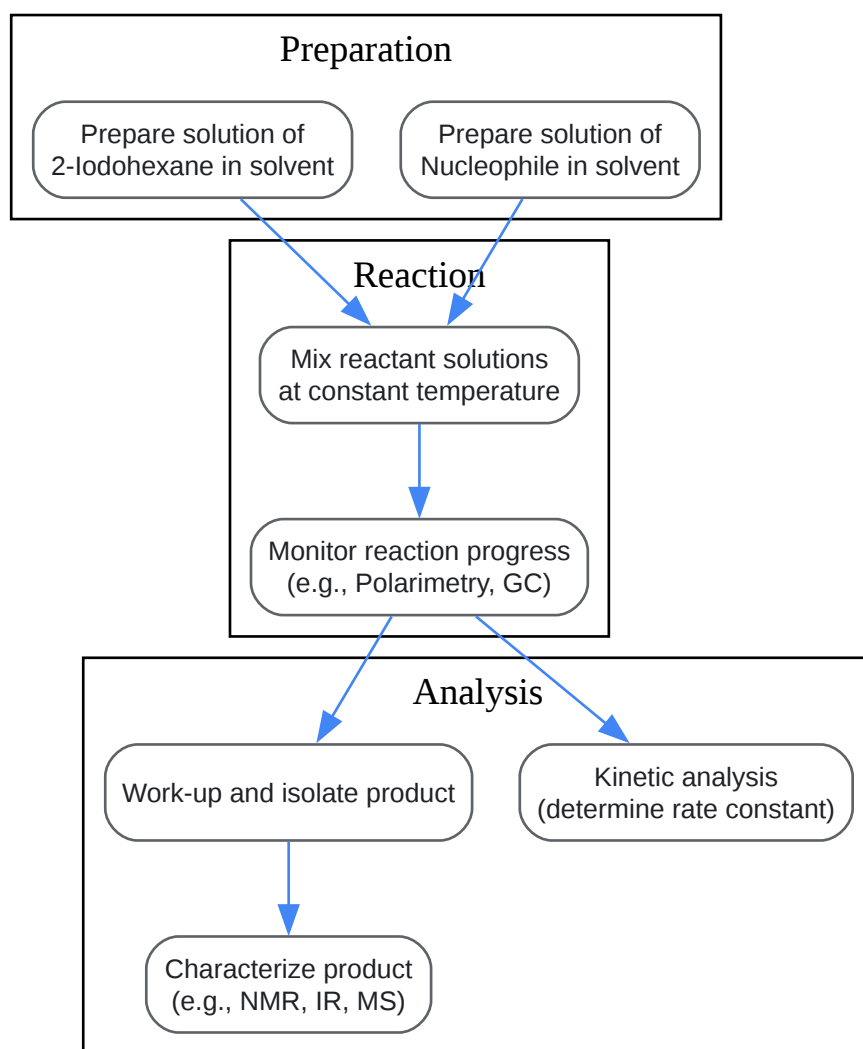 Preparation
Prepare solution of
2-Iodohexane in solvent
Prepare solution of
Nucleophile in solvent
Reaction
Mix reactant solutions
at constant temperature
Monitor reaction progress
(e.g., Polarimetry, GC)
Analysis
Work-up and isolate product
Kinetic analysis
(determine rate constant)
Characterize product
(e.g., NMR, IR, MS)